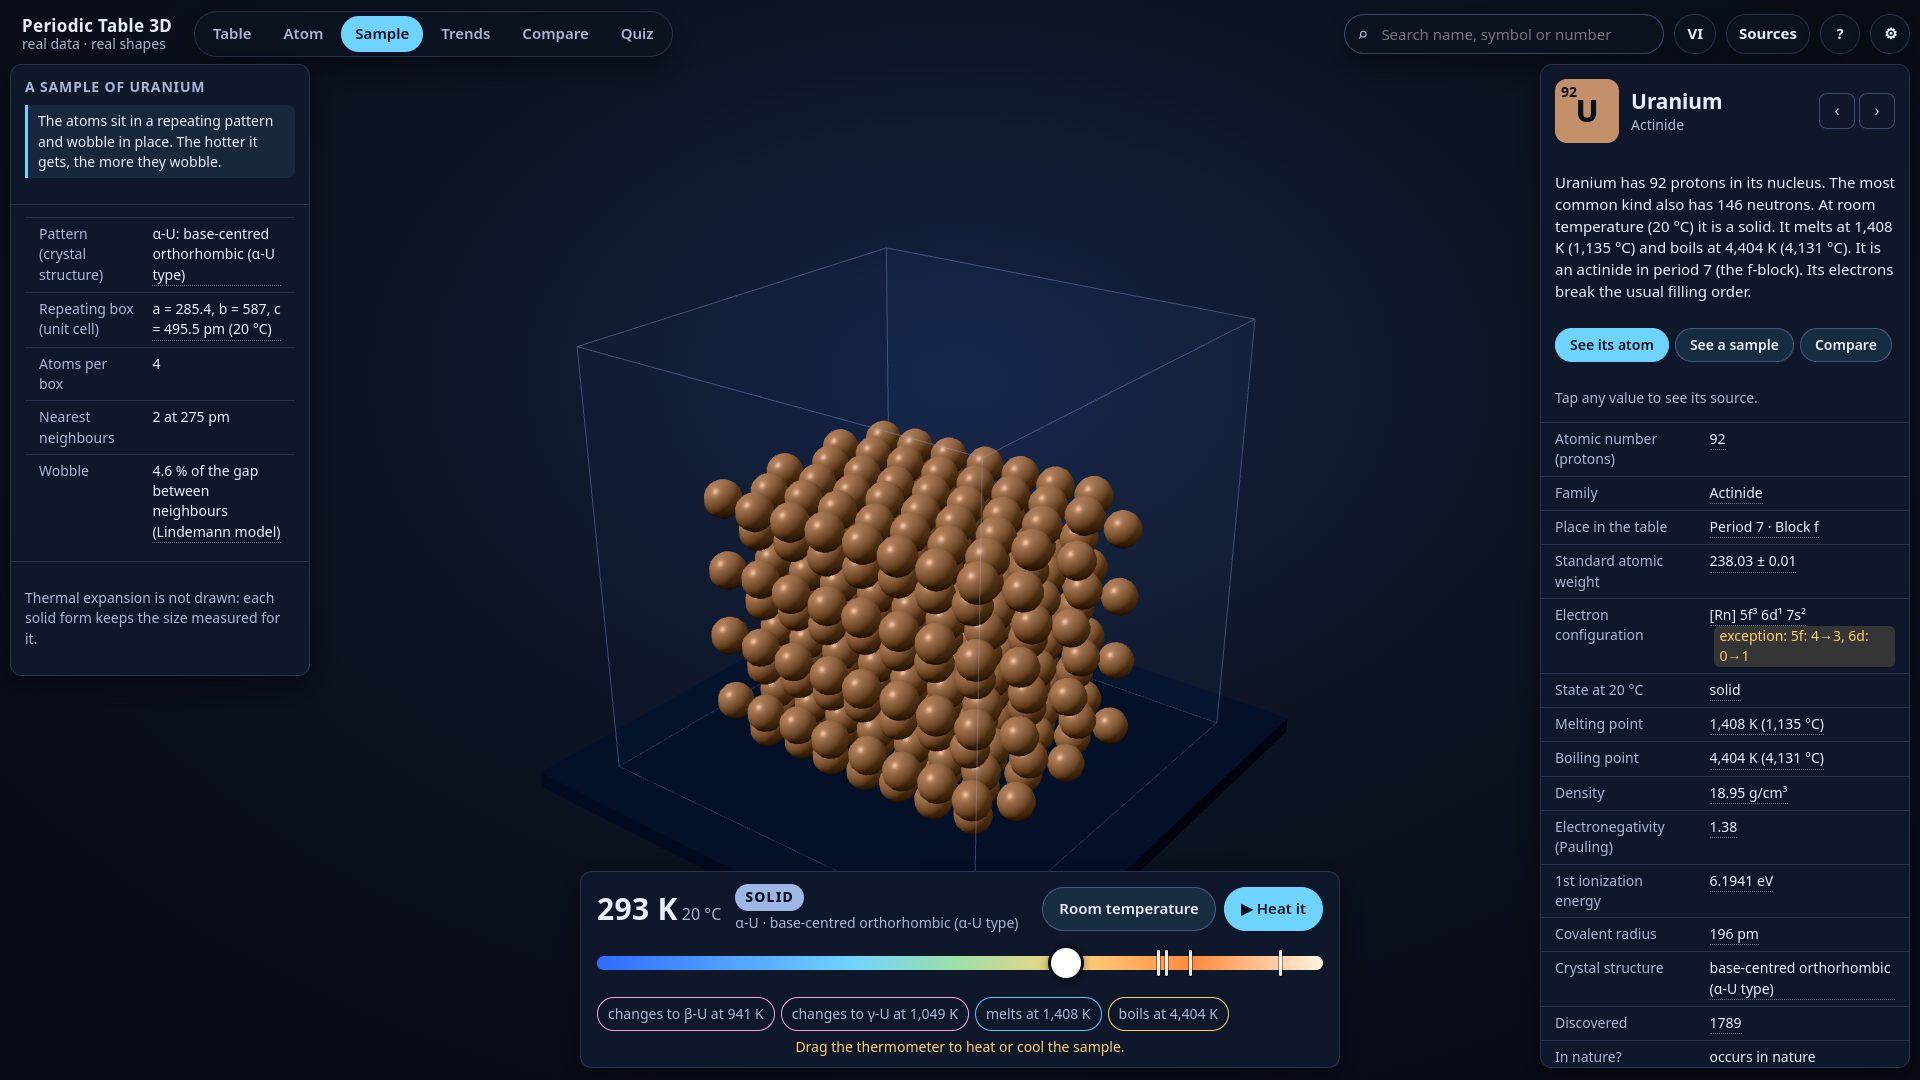 Periodic Table 3D
real data · real shapes
Table
Atom
Sample
Trends
Compare
Quiz
Search name, symbol or number
VI
Sources
?
A SAMPLE OF URANIUM
The atoms sit in a repeating pattern
and wobble in place. The hotter it
gets, the more they wobble.
Pattern
(crystal
structure)
α-U: base-centred
orthorhombic (α-U
type)
Repeating box
(unit cell)
a = 285.4, b = 587, c
= 495.5 pm (20 °C)
Atoms per
box
4
Nearest
neighbours
2 at 275 pm
Wobble
4.6 % of the gap
between
neighbours
(Lindemann model)
Thermal expansion is not drawn: each
solid form keeps the size measured for
it.
293 K 20 °C
SOLID
α-U · base-centred orthorhombic (α-U type)
Room temperature
▶ Heat it
changes to β-U at 941 K
changes to γ-U at 1,049 K
melts at 1,408 K
boils at 4,404 K
Drag the thermometer to heat or cool the sample.
92
U
Uranium
Actinide
‹
›
Uranium has 92 protons in its nucleus. The most
common kind also has 146 neutrons. At room
temperature (20 °C) it is a solid. It melts at 1,408
K (1,135 °C) and boils at 4,404 K (4,131 °C). It is
an actinide in period 7 (the f-block). Its electrons
break the usual filling order.
See its atom
See a sample
Compare
Tap any value to see its source.
Atomic number
(protons)
92
Family
Actinide
Place in the table
Period 7 · Block f
Standard atomic
weight
238.03 ± 0.01
Electron
configuration
[Rn] 5f³ 6d¹ 7s²
exception: 5f: 4→3, 6d:
0→1
State at 20 °C
solid
Melting point
1,408 K (1,135 °C)
Boiling point
4,404 K (4,131 °C)
Density
18.95 g/cm³
Electronegativity
(Pauling)
1.38
1st ionization
energy
6.1941 eV
Covalent radius
196 pm
Crystal structure
base-centred orthorhombic
(α-U type)
Discovered
1789
In nature?
occurs in nature